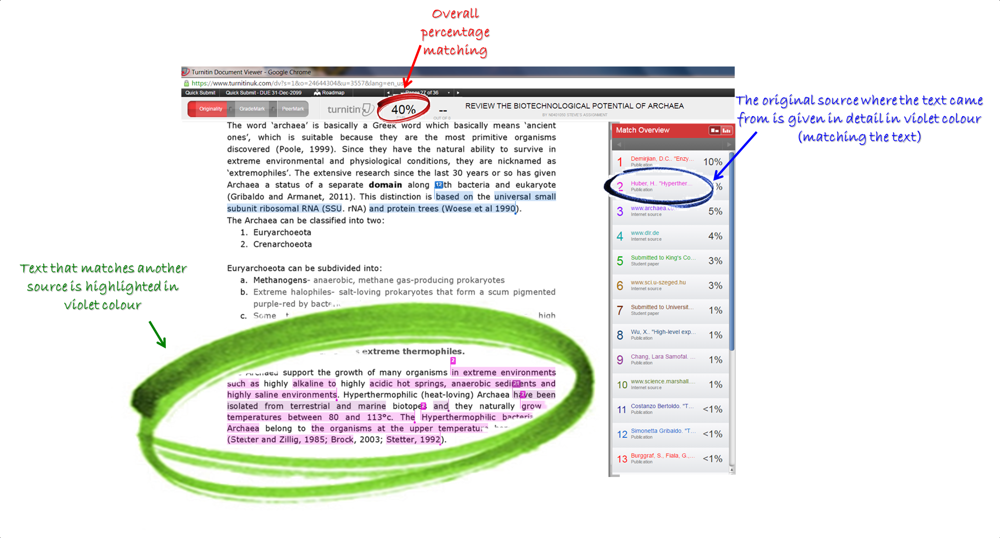 Overall
percentage
matching
Turnitin Document Viewer - Google Chrome
https://www.turnitinuk.com/dv?s=1&o=24644304&u=3557&lang=en_us
Quick Submit Quick Submit - DUE 31-Dec-2099 Roadmap Paper 27 of 36
Originality GradeMark PeerMark turnitin 40% -- OUT OF 0
REVIEW THE BIOTECHNOLOGICAL POTENTIAL OF ARCHAEA
BY N0401050 STEVE'S ASSIGNMENT
The original source where the text came
from is given in detail in violet colour
(matching the text)
The word ‘archaea’ is basically a Greek word which basically means ‘ancient
ones’, which is suitable because they are the most primitive organisms
discovered (Poole, 1999). Since they have the natural ability to survive in
extreme environmental and physiological conditions, they are nicknamed as
‘extremophiles’. The extensive research since the last 30 years or so has given
Archaea a status of a separate domain along 12 th bacteria and eukaryote
(Gribaldo and Armanet, 2011). This distinction is based on the universal small
subunit ribosomal RNA (SSU. rNA) and protein trees (Woese et al 1990).
The Archaea can be classified into two:
1. Euryarchoeota
2. Crenarchoeota
Euryarchoeota can be subdivided into:
a. Methanogens- anaerobic, methane gas-producing prokaryotes
b. Extreme halophiles- salt-loving prokaryotes that form a scum pigmented
purple-red by
c. Some high
extreme thermophiles.
2
Archaea support the growth of many organisms in extreme environments
such as highly alkaline to highly acidic hot springs, anaerobic sediments and
21
highly saline environments. Hyperthermophilic (heat-loving) Archaea have been
2
isolated from terrestrial and marine biotopes and they naturally grow
2
temperatures between 80 and 113°c. The Hyperthermophilic bacteria
Archaea belong to the organisms at the upper temperature
(Stetter and Zillig, 1985; Brock, 2003; Stetter, 1992).
Text that matches another
source is highlighted in
violet colour
Match Overview
1 Demirjian, D.C.. "Enzy... 10%
Publication
2 Huber, H.. "Hyperther... %
Publication
3 www.archaea. 5%
Internet source
4 www.dlr.de 4%
Internet source
5 Submitted to King's Co... 3%
Student paper
6 www.sci.u-szeged.hu 3%
Internet source
7 Submitted to Universit... 1%
Student paper
8 Wu, X.. "High-level exp... 1%
Publication
9 Chang, Lara Samofal. ... 1%
Publication
10 www.science.marshall.... 1%
Internet source
11 Costanzo Bertoldo. "T... <1%
Publication
12 Simonetta Gribaldo. "T... <1%
Publication
13 Burggraf, S., Fiala, G.,... <1%
Publication